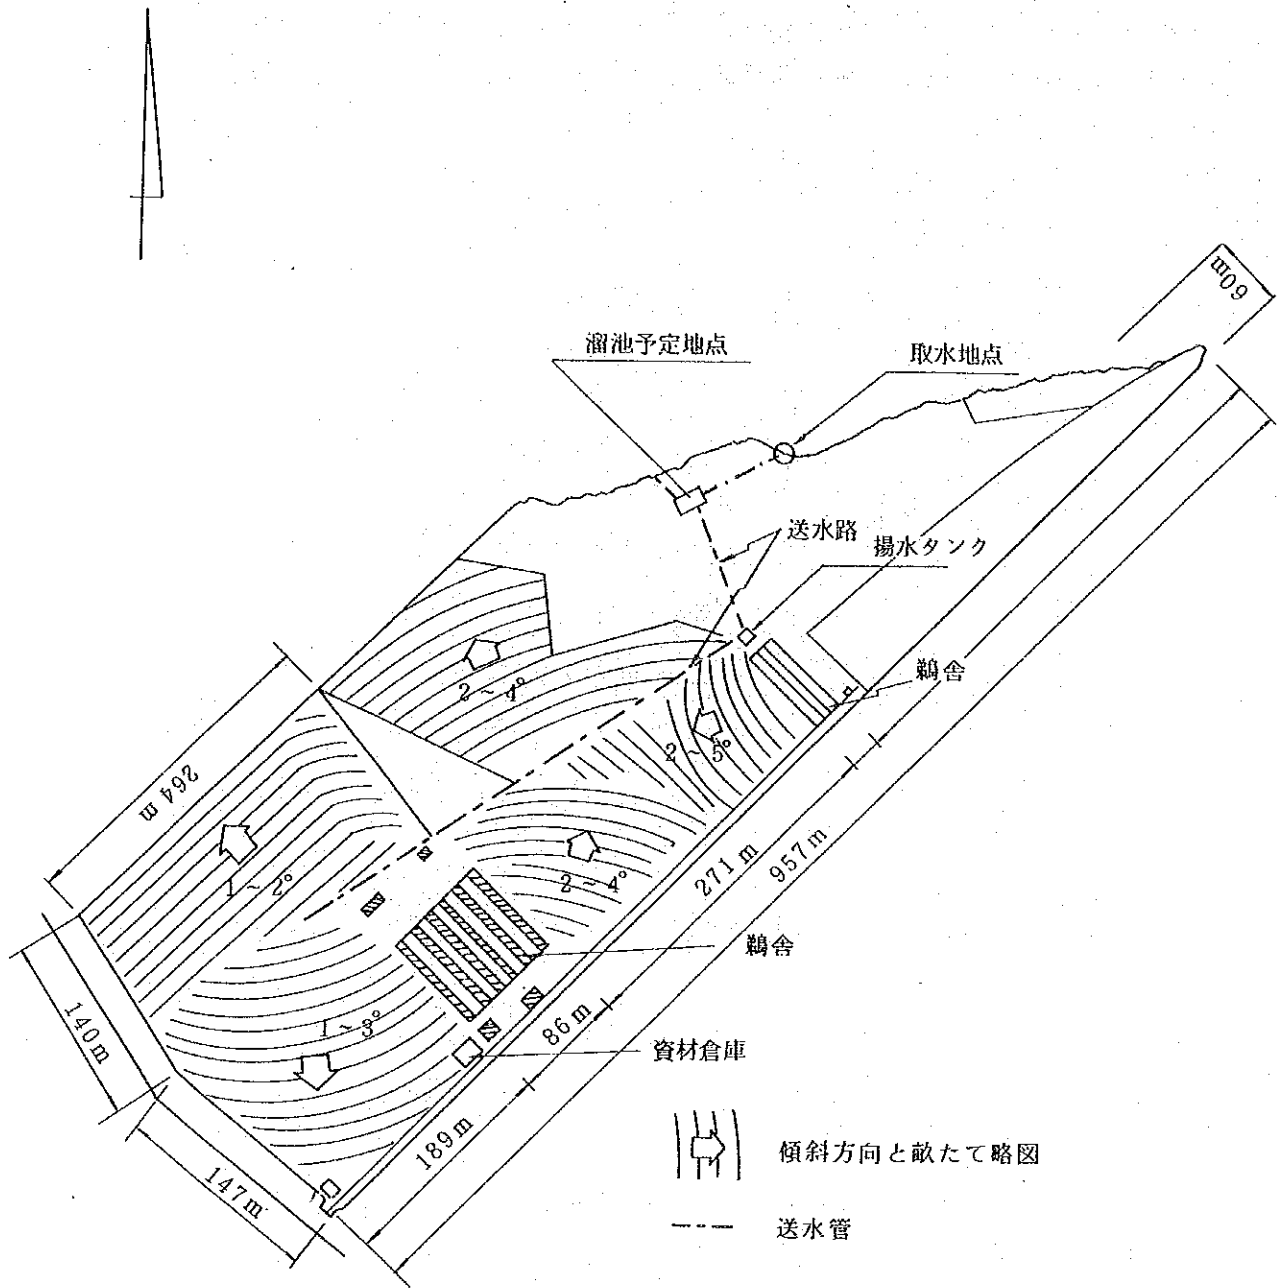 60m
溜池予定地点
取水地点
送水路
揚水タンク
鶏舎
2~4°
2~5°
264m
1~2°
2~4°
271m
957m
鶏舎
1~3°
86m
140m
資材倉庫
189m
147m
傾斜方向と畝たて略図
送水管